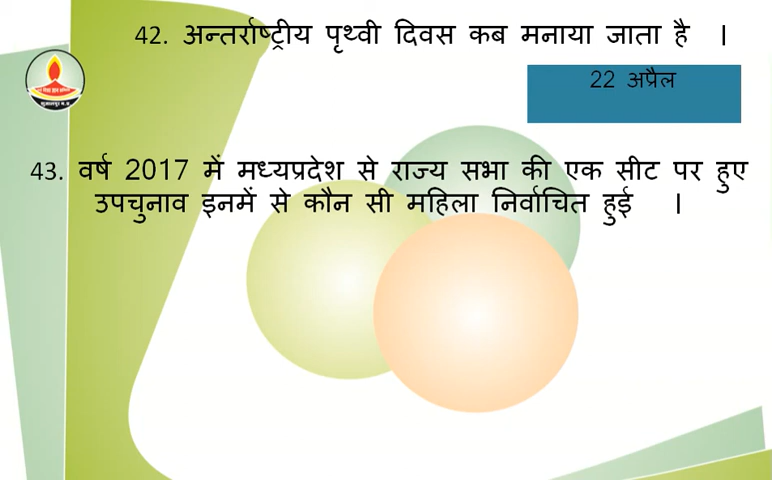 42. अन्तर्राष्ट्रीय पृथ्वी दिवस कब मनाया जाता है ।
22 अप्रैल
43. वर्ष 2017 में मध्यप्रदेश से राज्य सभा की एक सीट पर हुए
उपचुनाव इनमें से कौन सी महिला निर्वाचित हुई ।